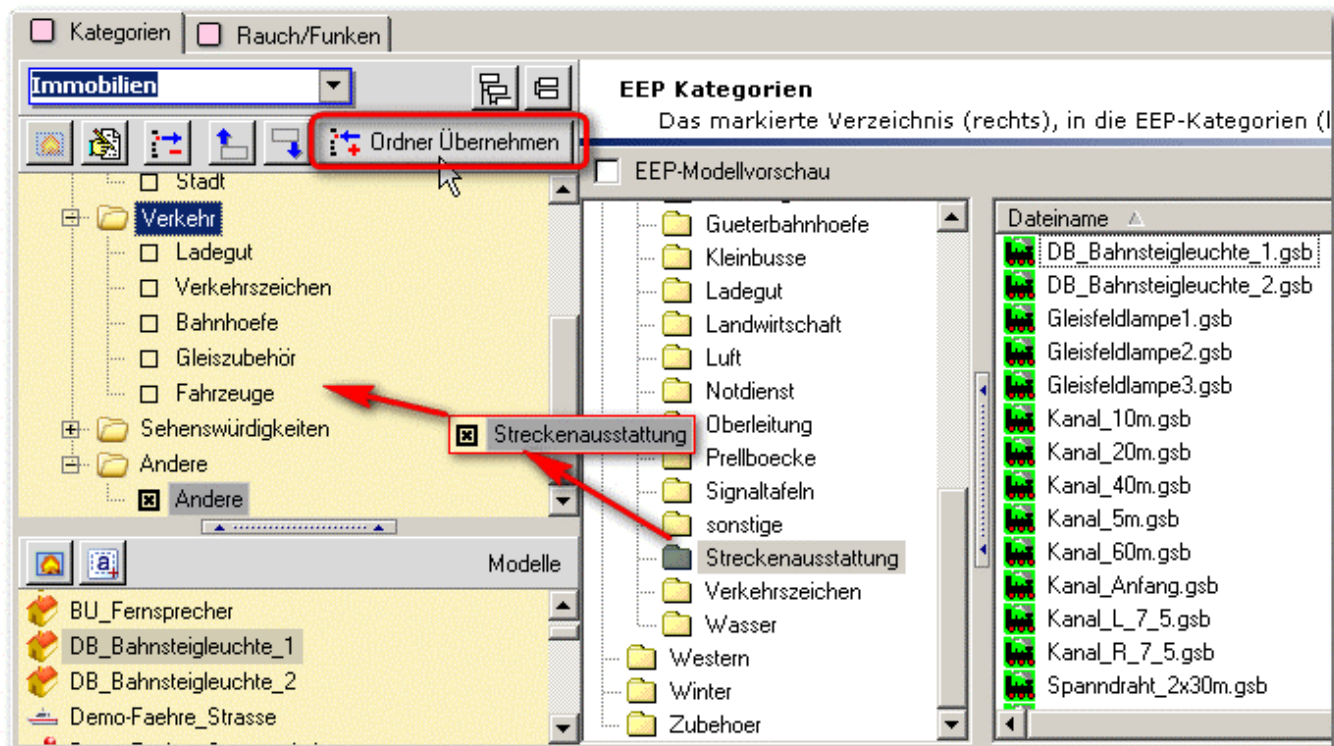 Kategorien
Rauch/Funken
Immobilien
Ordner Übernehmen
Stadt
Verkehr
Ladegut
Verkehrszeichen
Bahnhoefe
Gleiszubehör
Fahrzeuge
Sehenswürdigkeiten
Andere
Andere
Streckenausstattung
Modelle
BU_Fernsprecher
DB_Bahnsteigleuchte_1
DB_Bahnsteigleuchte_2
Demo-Faehre_Strasse
EEP Kategorien
Das markierte Verzeichnis (rechts), in die EEP-Kategorien (
EEP-Modellvorschau
Gueterbahnhoefe
Kleinbusse
Ladegut
Landwirtschaft
Luft
Notdienst
Oberleitung
Prellboecke
Signaltafeln
sonstige
Streckenausstattung
Verkehrszeichen
Wasser
Western
Winter
Zubehoer
Dateiname
DB_Bahnsteigleuchte_1.gsb
DB_Bahnsteigleuchte_2.gsb
Gleisfeldlampe1.gsb
Gleisfeldlampe2.gsb
Gleisfeldlampe3.gsb
Kanal_10m.gsb
Kanal_20m.gsb
Kanal_40m.gsb
Kanal_5m.gsb
Kanal_60m.gsb
Kanal_Anfang.gsb
Kanal_L_7_5.gsb
Kanal_R_7_5.gsb
Spanndraht_2x30m.gsb